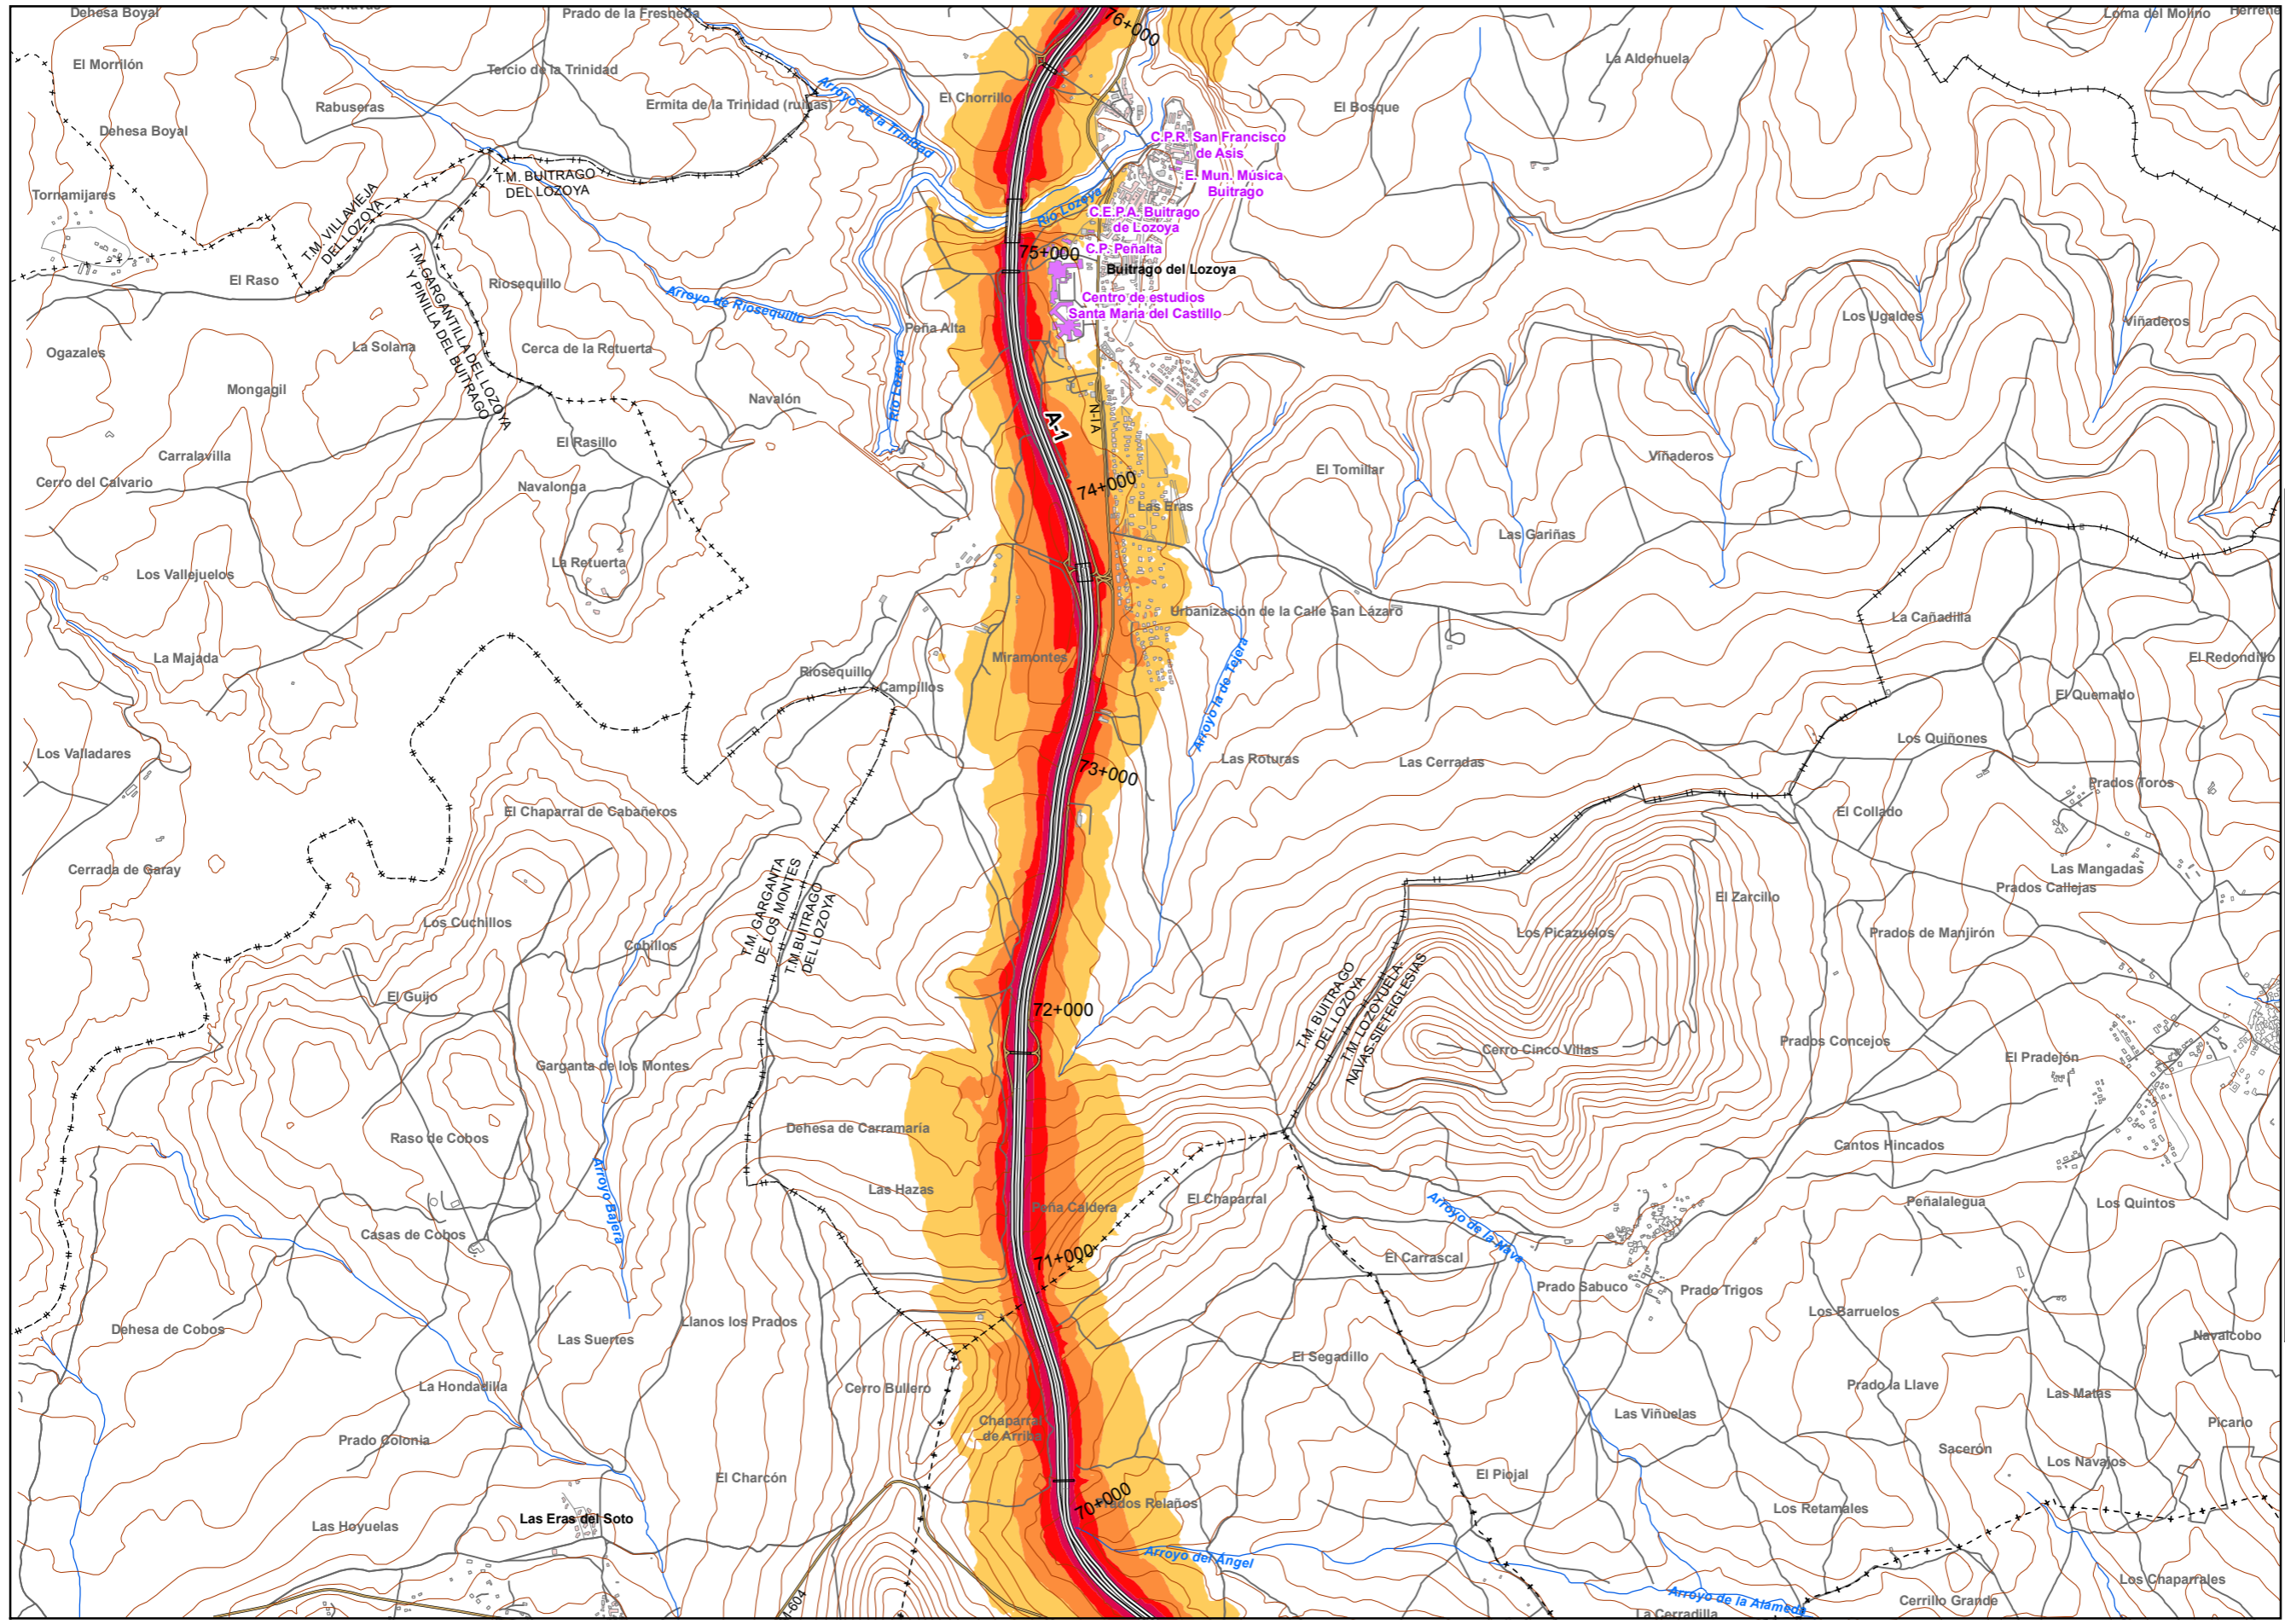 Dehesa Boyal
Prado de la Fresneda
76+000
Loma del Molino
El Morrilón
Tercio de la Trinidad
La Aldehuela
Rabuseras
Ermita de la Trinidad (ruinas)
Arroyo de la Trinidad
El Chorrillo
El Bosque
Dehesa Boyal
C.P.R. San Francisco
de Asis
T.M. BUITRAGO
DEL LOZOYA
E. Mun. Música
Buitrago
Tornamijares
T.M. VILLAVIEJA
DEL LOZOYA
Río Lozoya
C.E.P.A. Buitrago
de Lozoya
C.P. Peñalta
75+000
Buitrago del Lozoya
El Raso
T.M. GARGANTILLA DEL LOZOYA
Y PINILLA DEL BUITRAGO
Riosequillo
Arroyo de Riosequillo
Centro de estudios
Santa Maria del Castillo
Peña Alta
Los Ugaldes
Viñaderos
Ogazales
La Solana
Cerca de la Retuerta
Río Lozoya
Mongagil
Navalón
A-1
N-I A
El Rasillo
Carralavilla
Viñaderos
El Tomillar
Cerro del Calvario
Navalonga
74+000
Las Eras
Las Gariñas
La Retuerta
Los Vallejuelos
Urbanización de la Calle San Lázaro
La Cañadilla
La Majada
Miramontes
El Redondillo
Riosequillo
Campillos
El Quemado
Arroyo la de Tejera
Los Valladares
Las Roturas
Las Cerradas
Los Quiñones
73+000
Prados Toros
El Chaparral de Cabañeros
El Collado
Cerrada de Garay
Las Mangadas
Prados Callejas
T.M. GARGANTA
DE LOS MONTES
T.M. BUITRAGO
DEL LOZOYA
El Zarcillo
Los Cuchillos
Los Picazuelos
Prados de Manjirón
Cobillos
El Guijo
72+000
T.M. BUITRAGO
DEL LOZOYA
T.M. LOZOYUELA-
NAVAS-SIETEIGLESIAS
Cerro Cinco Villas
Prados Concejos
El Pradejón
Garganta de los Montes
Dehesa de Carramaría
Raso de Cobos
Cantos Hincados
Las Hazas
El Chaparral
Peña Caldera
Arroyo de la Nava
Peñalalegua
Los Quintos
Arroyo Bajera
Casas de Cobos
71+000
El Carrascal
Prado Sabuco
Prado Trigos
Los Barruelos
Dehesa de Cobos
Las Suertes
Llanos los Prados
Navalcobo
El Segadillo
La Hondadilla
Cerro Bullero
Prado la Llave
Las Matas
Chaparral
de Arriba
Las Viñuelas
Picario
Prado Colonia
Sacerón
Los Navajos
El Charcón
El Piojal
70+000
Prados Relaños
Los Retamales
Las Eras del Soto
Las Hoyuelas
Arroyo del Ángel
Los Chaparrales
Arroyo de la Alameda
Cerrillo Grande
La Cerradilla